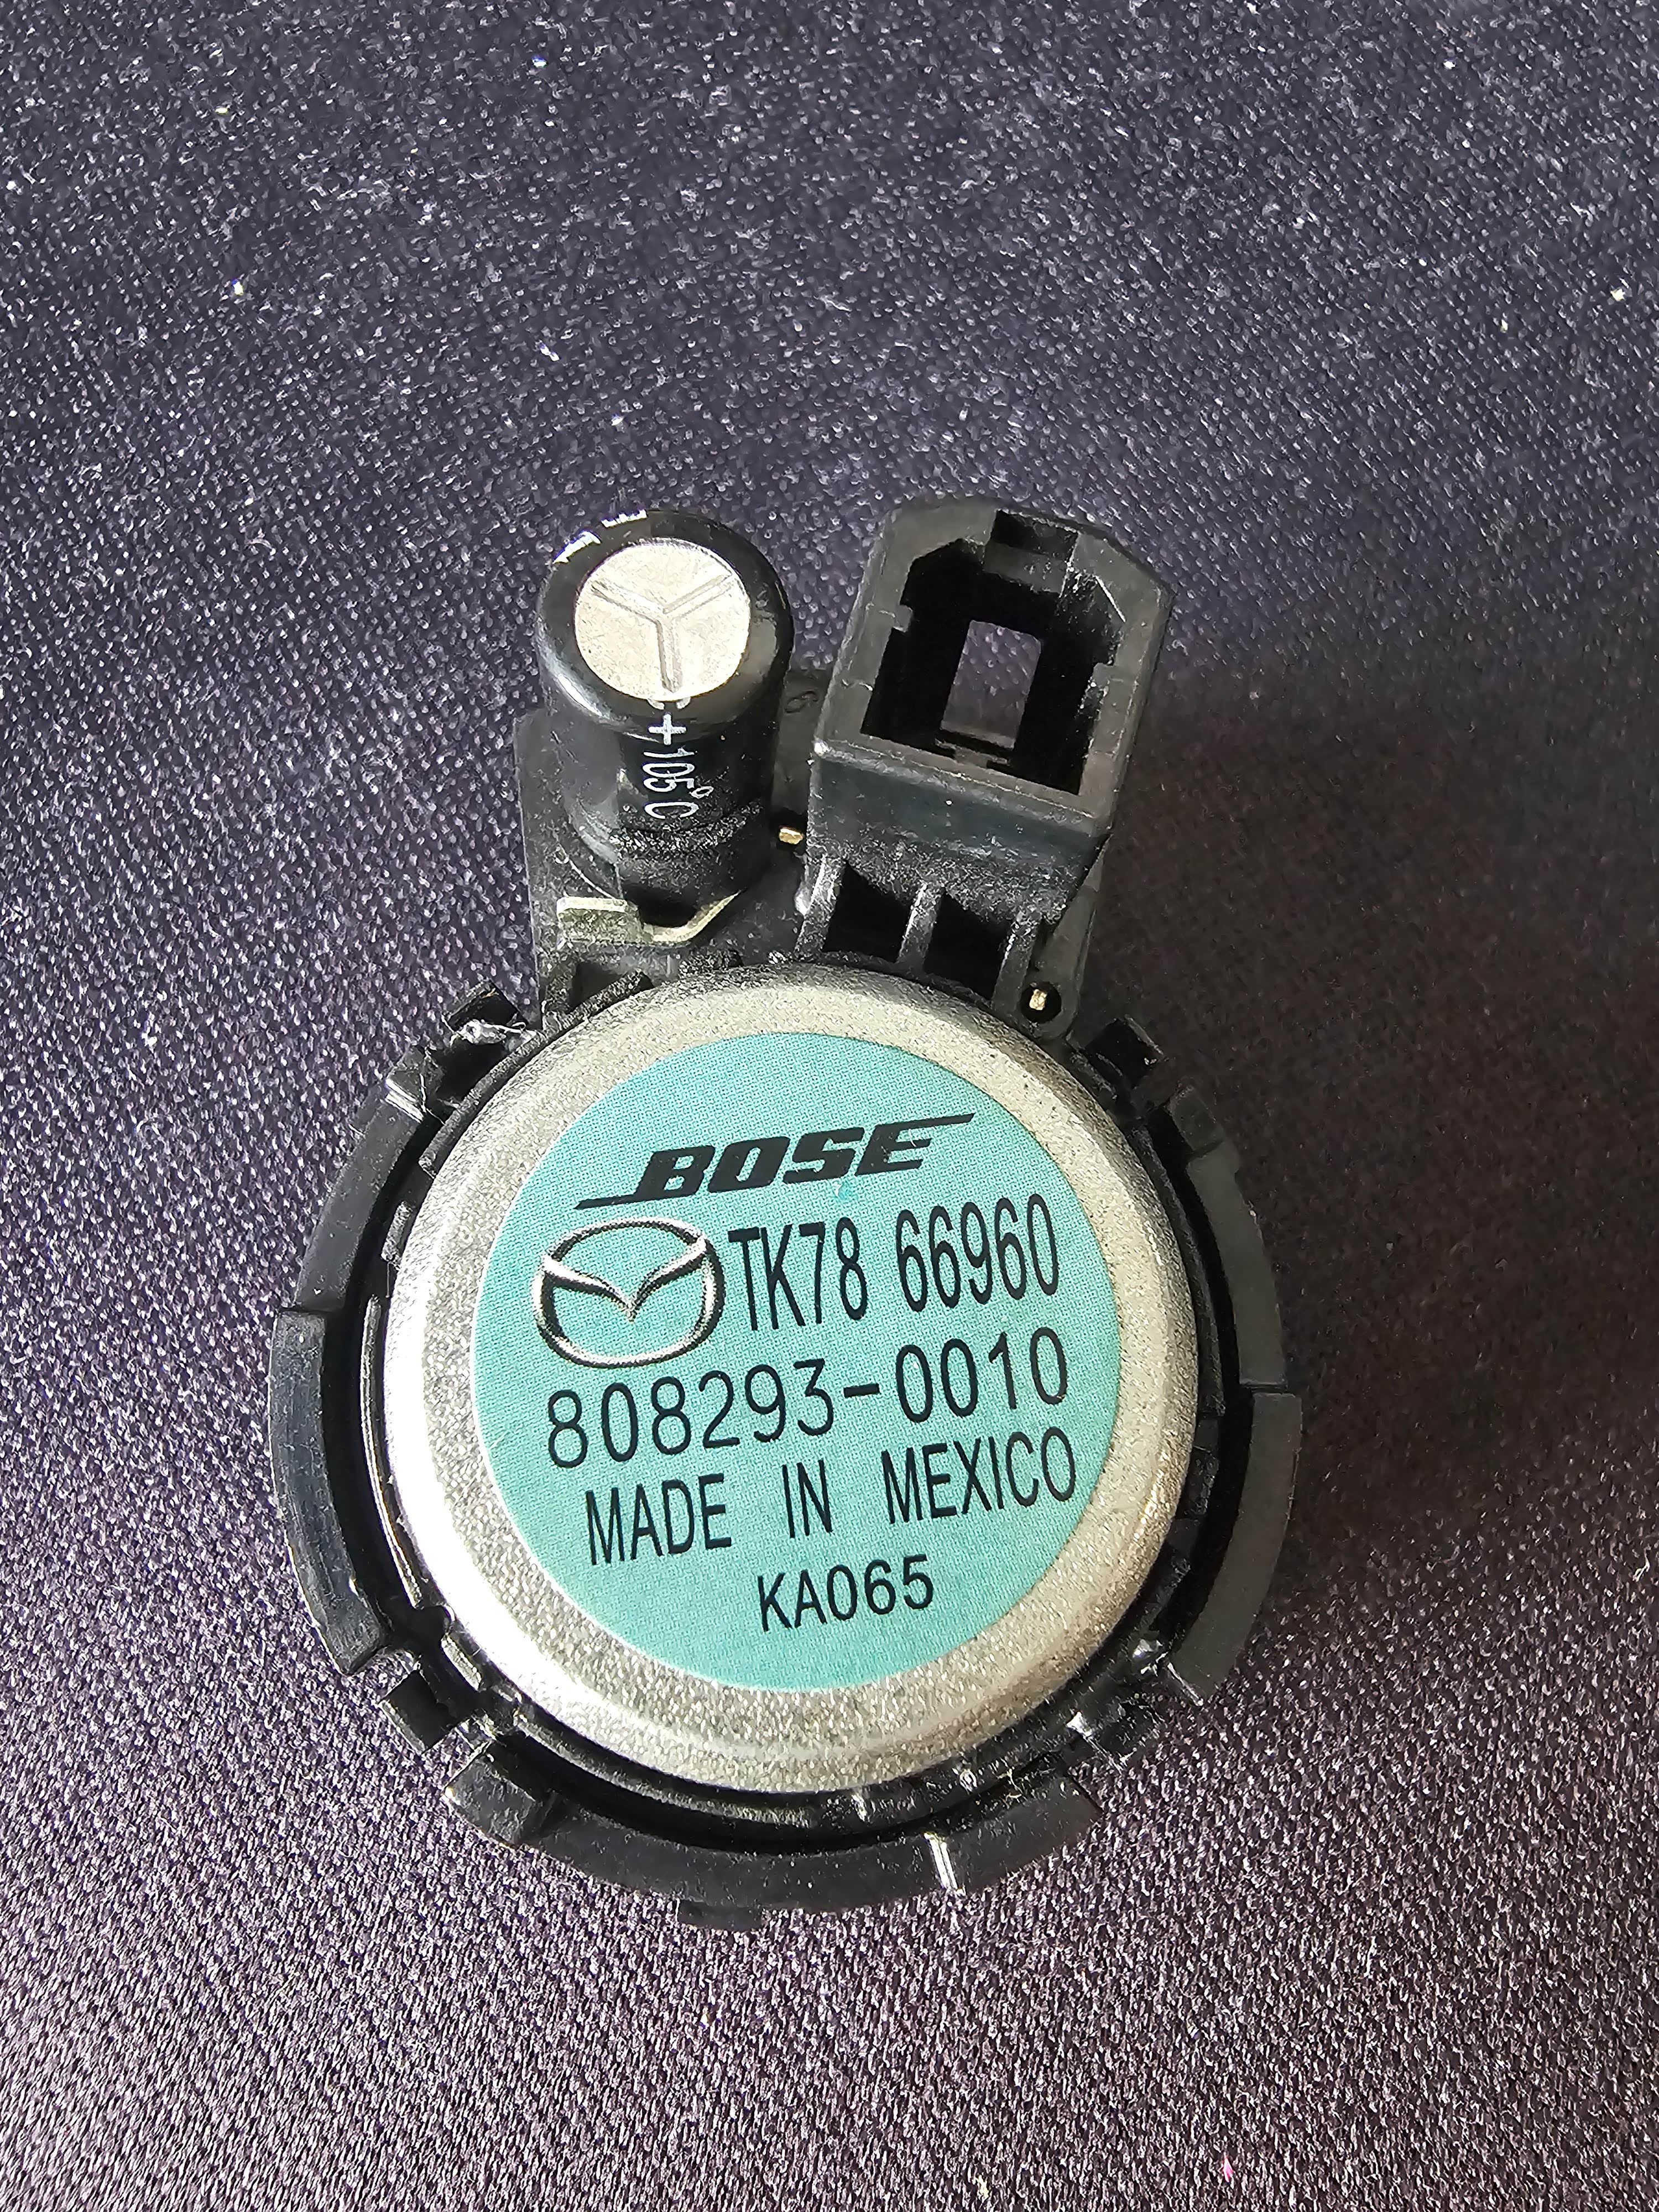 +105°C
BOSE
TK78 66960
808293-0010
MADE IN MEXICO
KA065